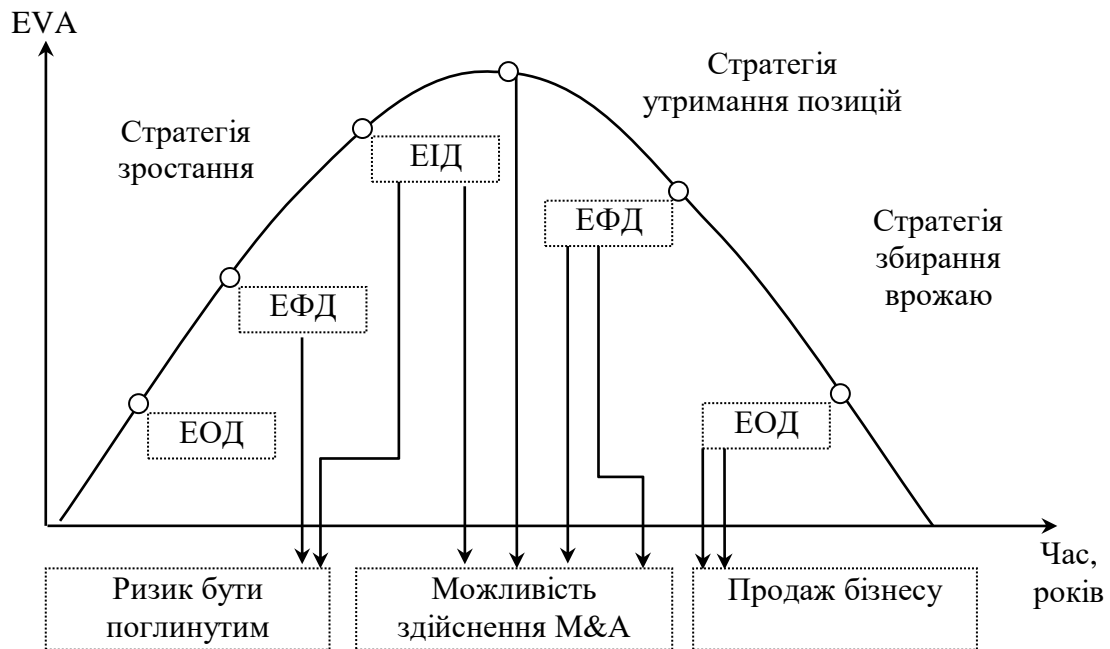 EVA
Стратегія
утримання позицій
Стратегія
зростання
ЕІД
ЕФД
Стратегія
збирання
врожаю
ЕФД
ЕОД
ЕОД
Час,
років
Ризик бути
поглинутим
Можливість
здійснення M&A
Продаж бізнесу